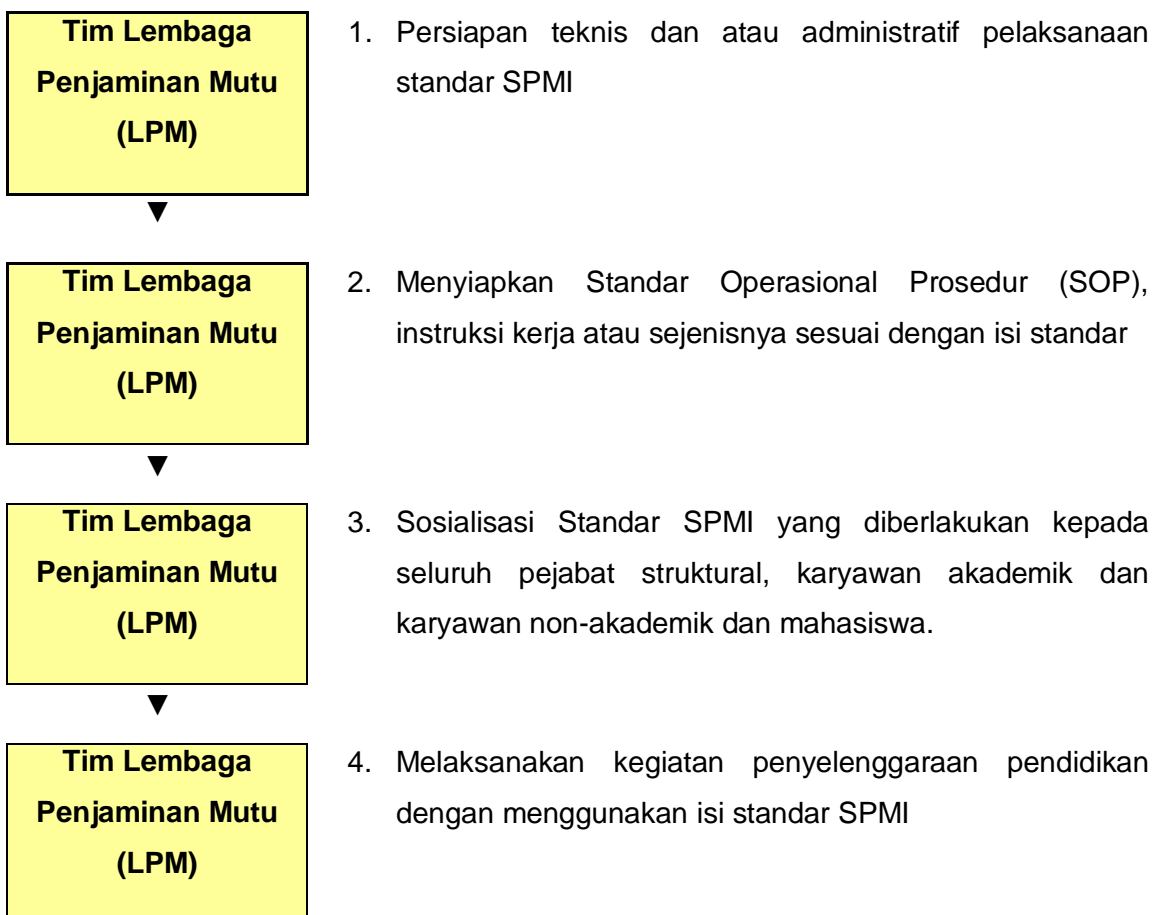 Tim Lembaga
Penjaminan Mutu
(LPM)
1. Persiapan teknis dan atau administratif pelaksanaan
standar SPMI
▼
Tim Lembaga
Penjaminan Mutu
(LPM)
2. Menyiapkan Standar Operasional Prosedur (SOP),
instruksi kerja atau sejenisnya sesuai dengan isi standar
▼
Tim Lembaga
Penjaminan Mutu
(LPM)
3. Sosialisasi Standar SPMI yang diberlakukan kepada
seluruh pejabat struktural, karyawan akademik dan
karyawan non-akademik dan mahasiswa.
▼
Tim Lembaga
Penjaminan Mutu
(LPM)
4. Melaksanakan kegiatan penyelenggaraan pendidikan
dengan menggunakan isi standar SPMI